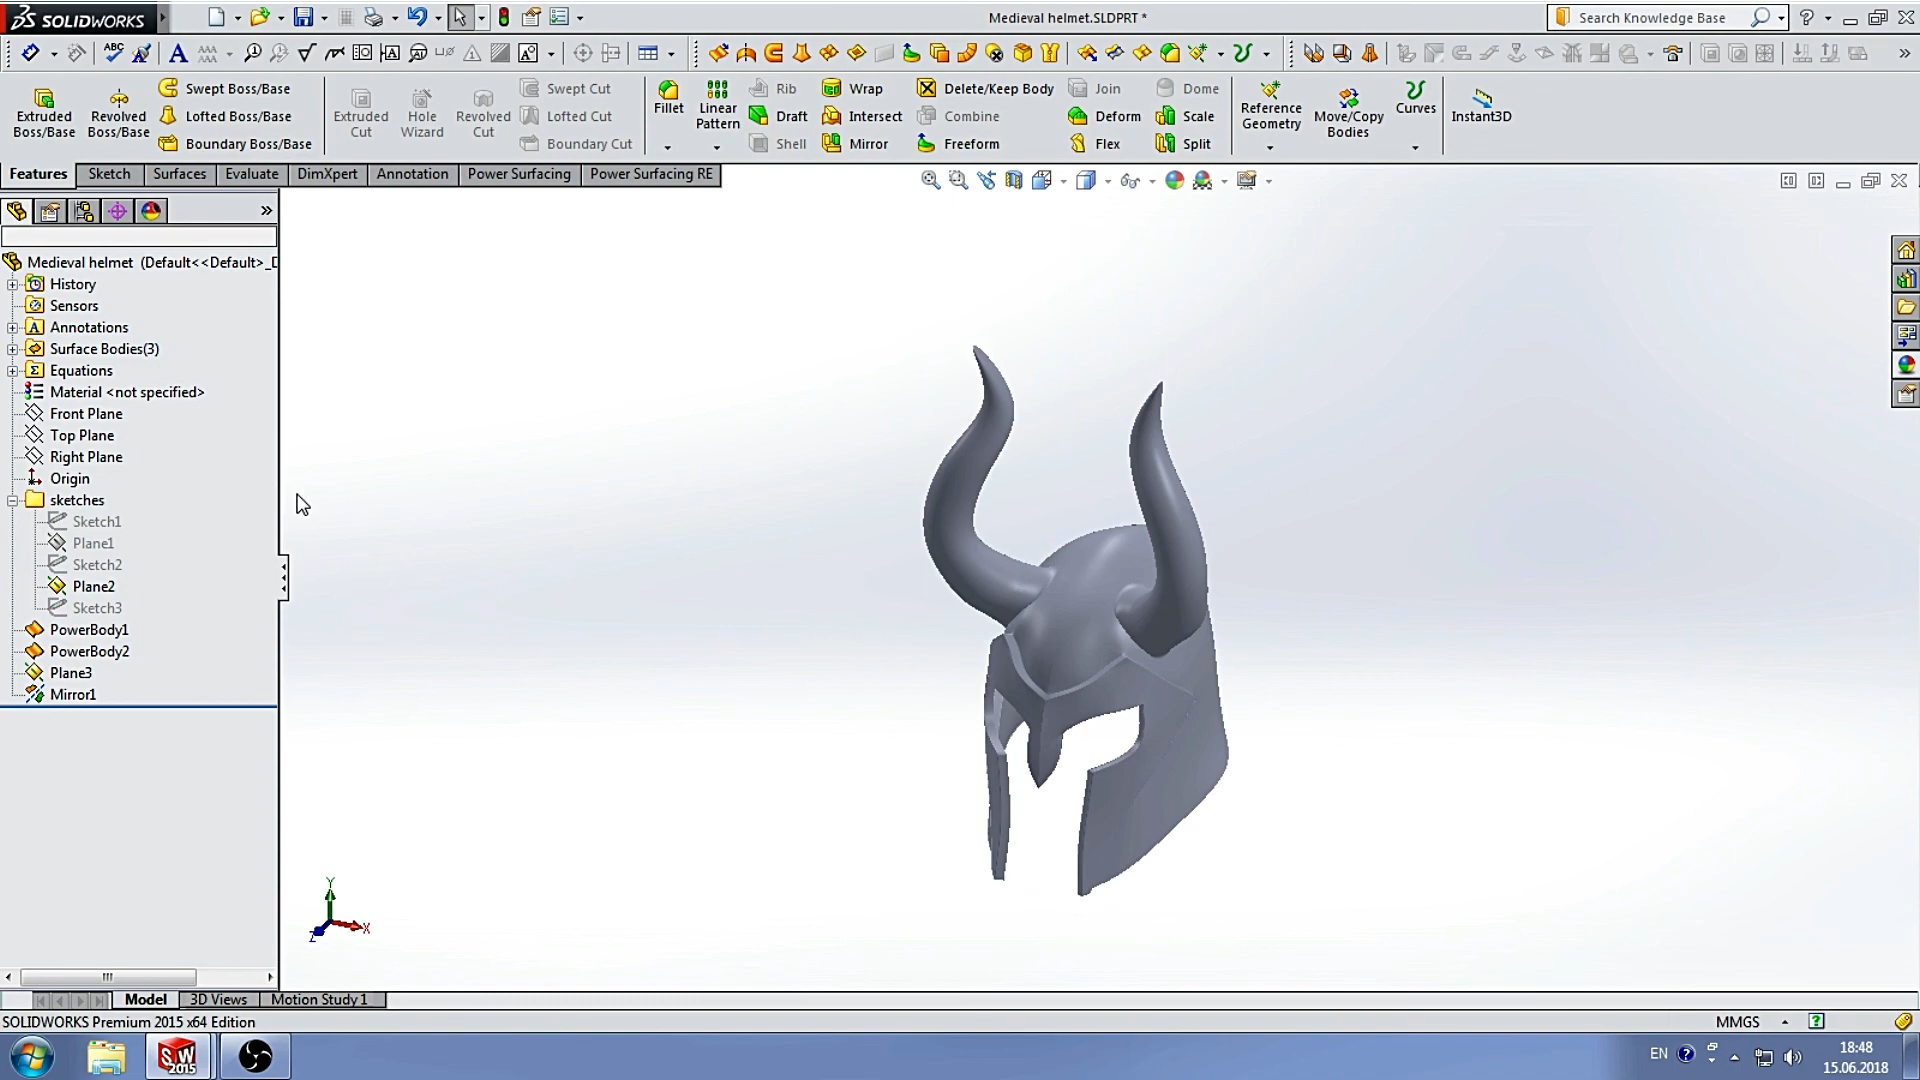 SOLIDWORKS
Medieval helmet.SLDPRT *
Search Knowledge Base
?
ABC
A
AAA
A
Extruded Boss/Base
Revolved Boss/Base
Swept Boss/Base
Lofted Boss/Base
Boundary Boss/Base
Extruded Cut
Hole Wizard
Revolved Cut
Swept Cut
Lofted Cut
Boundary Cut
Fillet
Linear Pattern
Rib
Draft
Shell
Wrap
Intersect
Mirror
Delete/Keep Body
Combine
Freeform
Join
Deform
Flex
Dome
Scale
Split
Reference Geometry
Move/Copy Bodies
Curves
Instant3D
Features
Sketch
Surfaces
Evaluate
DimXpert
Annotation
Power Surfacing
Power Surfacing RE
»
Medieval helmet (Default<<Default>_D
History
Sensors
A Annotations
Surface Bodies(3)
Σ Equations
Material <not specified>
Front Plane
Top Plane
Right Plane
Origin
sketches
Sketch1
Plane1
Sketch2
Plane2
Sketch3
PowerBody1
PowerBody2
Plane3
Mirror1
Y
X
Z
Model
3D Views
Motion Study 1
SOLIDWORKS Premium 2015 x64 Edition
MMGS
?
SW
2015
EN
?
18:48
15.06.2018